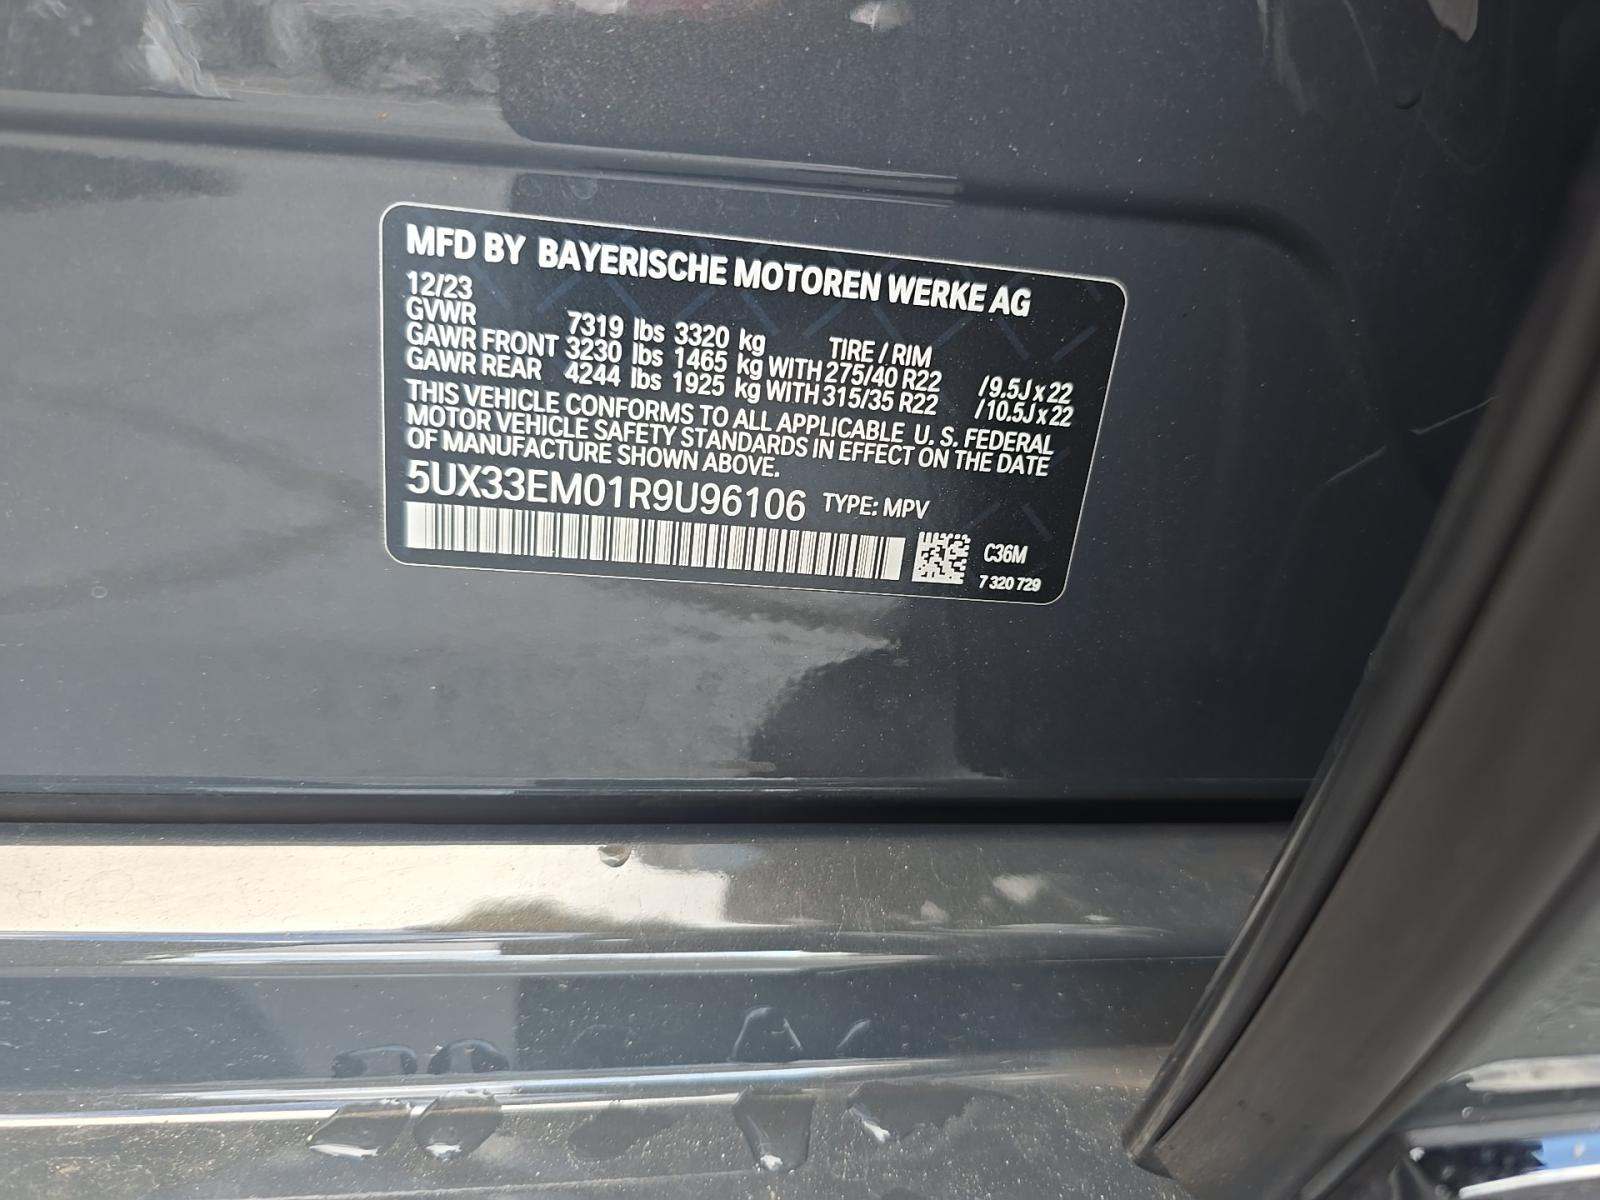 MFD BY BAYERISCHE MOTOREN WERKE AG
12/23
GVWR 7319 lbs 3320 kg TIRE / RIM
GAWR FRONT 3230 lbs 1465 kg WITH 275/40 R22 /9.5J x 22
GAWR REAR 4244 lbs 1925 kg WITH 315/35 R22 /10.5J x 22
THIS VEHICLE CONFORMS TO ALL APPLICABLE U. S. FEDERAL
MOTOR VEHICLE SAFETY STANDARDS IN EFFECT ON THE DATE
OF MANUFACTURE SHOWN ABOVE.
5UX33EM01R9U96106 TYPE: MPV
C36M
7 320 729